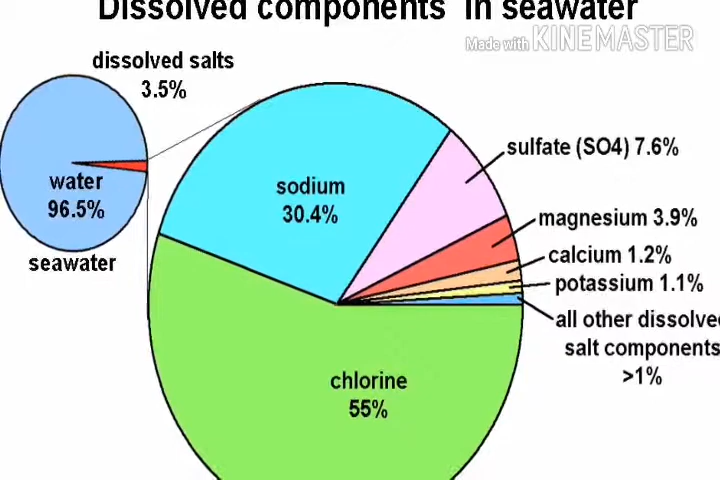 Dissolved components in seawater
Made with KINEMASTER
dissolved salts
3.5%
sulfate (SO4) 7.6%
sodium
30.4%
water
96.5%
magnesium 3.9%
calcium 1.2%
seawater
potassium 1.1%
all other dissolved
salt components
>1%
chlorine
55%